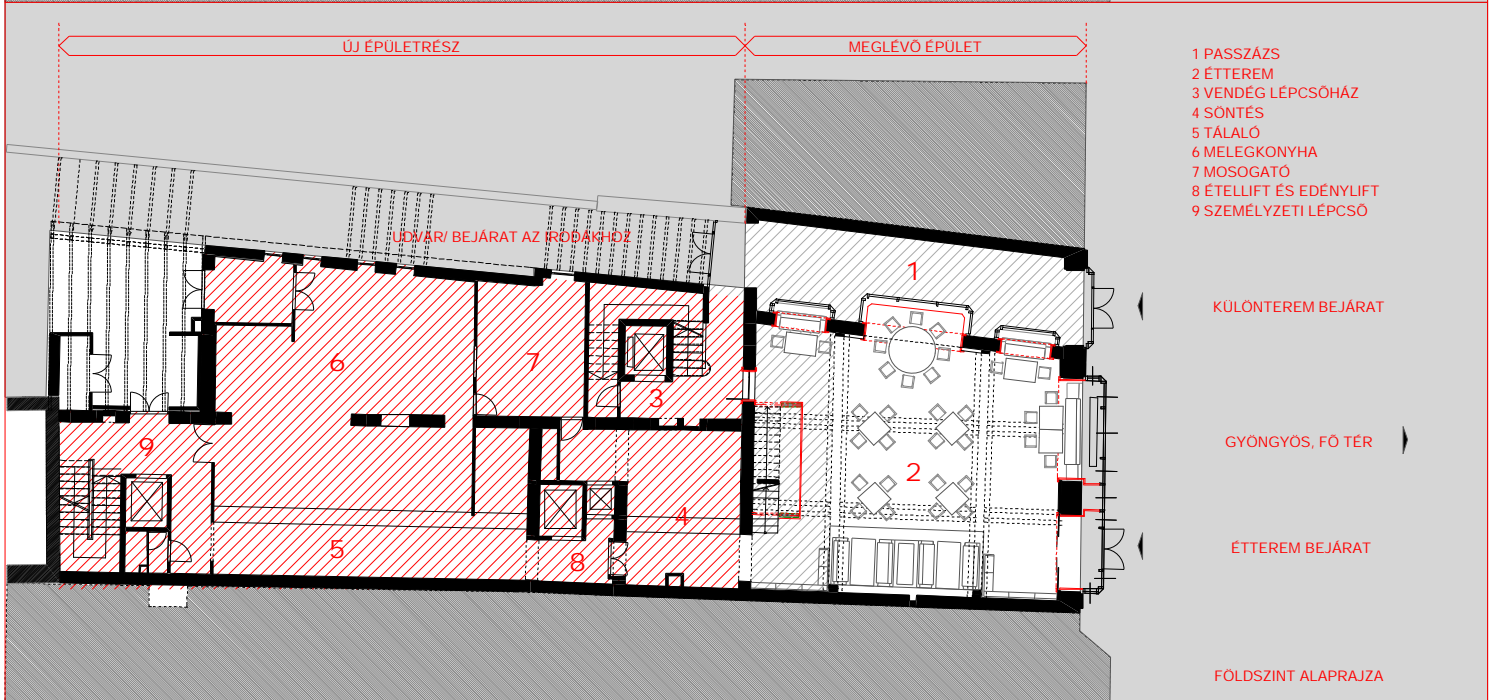 ÚJ ÉPÜLETRÉSZ
MEGLÉVŐ ÉPÜLET
1 PASSZÁZS
2 ÉTTEREM
3 VENDÉG LÉPCSŐHÁZ
4 SÖNTÉS
5 TÁLALÓ
6 MELEGKONYHA
7 MOSOGATÓ
8 ÉTELLIFT ÉS EDÉNYLIFT
9 SZEMÉLYZETI LÉPCSŐ
UDVAR/ BEJÁRAT AZ IRODÁKHOZ
1
KÜLÖNTEREM BEJÁRAT
6
7
3
9
2
GYÖNGYÖS, FŐ TÉR
4
5
8
ÉTTEREM BEJÁRAT
FÖLDSZINT ALAPRAJZA